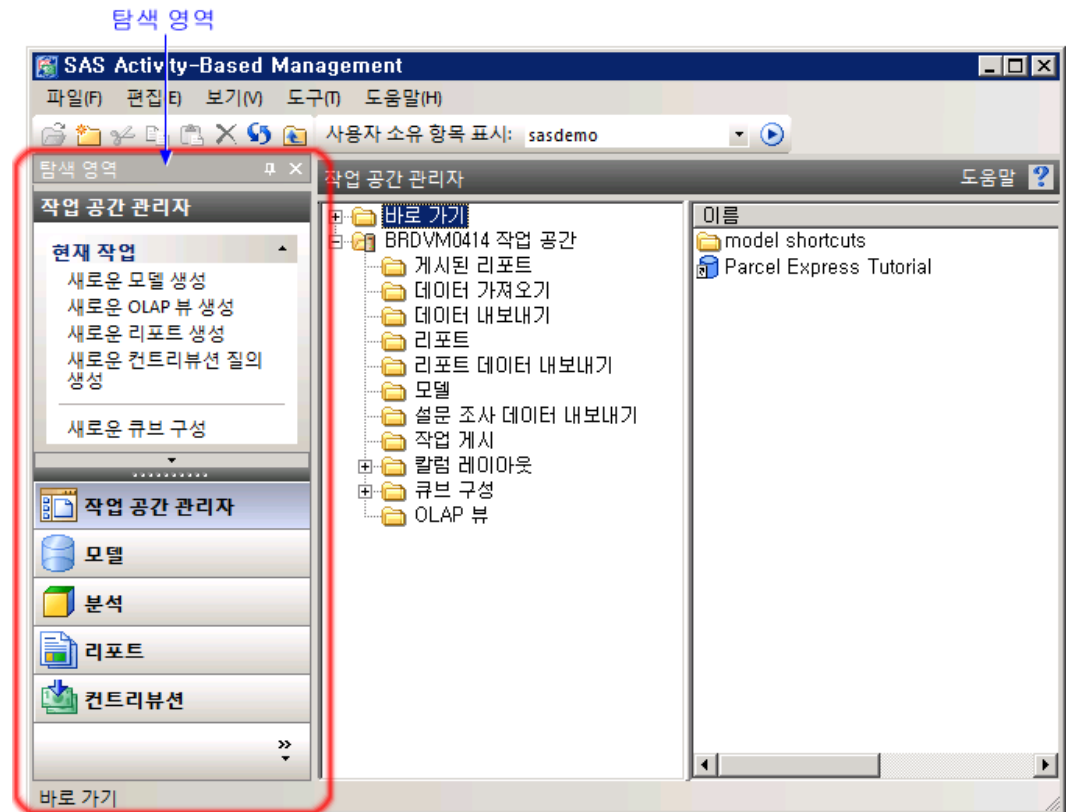 탐색 영역
SAS Activity-Based Management
파일(F) 편집(E) 보기(V) 도구(T) 도움말(H)
사용자 소유 항목 표시: sasdemo
탐색 영역
작업 공간 관리자
현재 작업
새로운 모델 생성
새로운 OLAP 뷰 생성
새로운 리포트 생성
새로운 컨트리뷰션 질의
생성
새로운 큐브 구성
작업 공간 관리자
모델
분석
리포트
컨트리뷰션
바로 가기
작업 공간 관리자 도움말
바로 가기
BRDVM0414 작업 공간
게시된 리포트
데이터 가져오기
데이터 내보내기
리포트
리포트 데이터 내보내기
모델
설문 조사 데이터 내보내기
작업 게시
칼럼 레이아웃
큐브 구성
OLAP 뷰
이름
model shortcuts
Parcel Express Tutorial